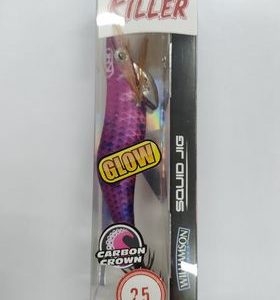 KILLER
GLOW
SQUID JIG
WILLIAMSON
CARBON
CROWN
2.5